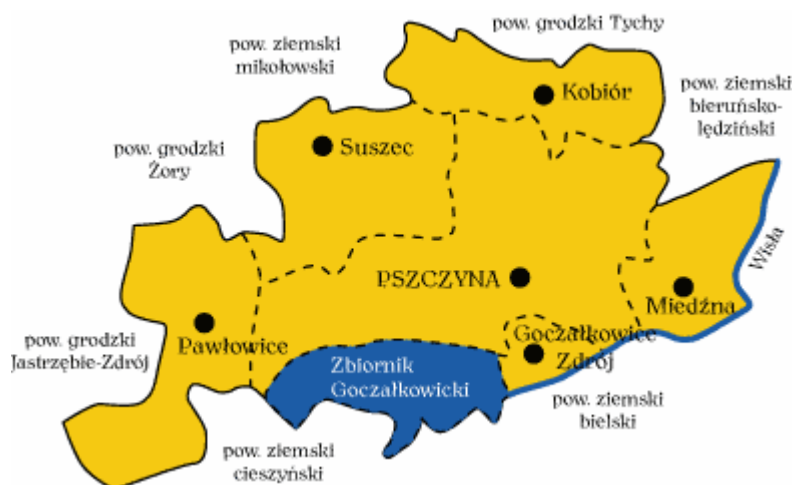 pow. grodzki Tychy
pow. ziemski
mikołowski
Kobiór
pow. ziemski
bieruńsko-
lędziński
pow. grodzki
Żory
Suszec
Wisła
PSZCZYNA
Miedźna
pow. grodzki
Jastrzębie-Zdrój
Pawłowice
Goczałkowice
Zdrój
Zbiornik
Goczałkowicki
pow. ziemski
bielski
pow. ziemski
cieszyński